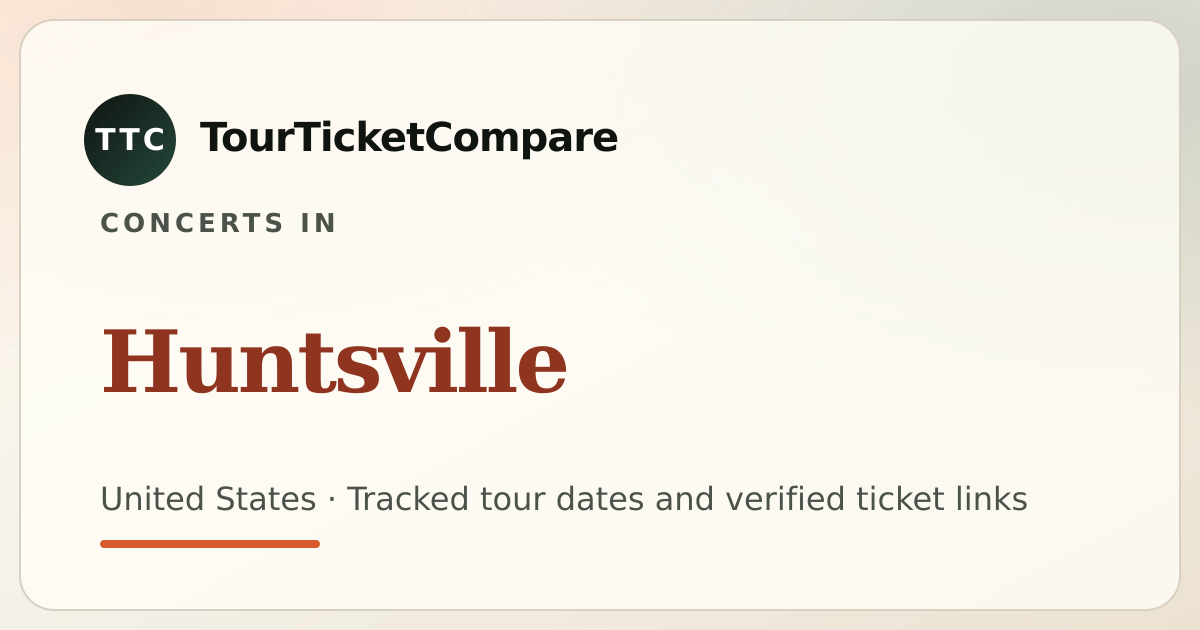 TTC TourTicketCompare
CONCERTS IN
Huntsville
United States · Tracked tour dates and verified ticket links